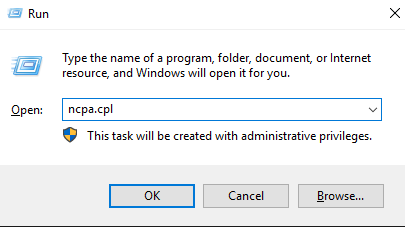 Run
Type the name of a program, folder, document, or Internet
resource, and Windows will open it for you.
Open: ncpa.cpl
This task will be created with administrative privileges.
OK Cancel Browse...